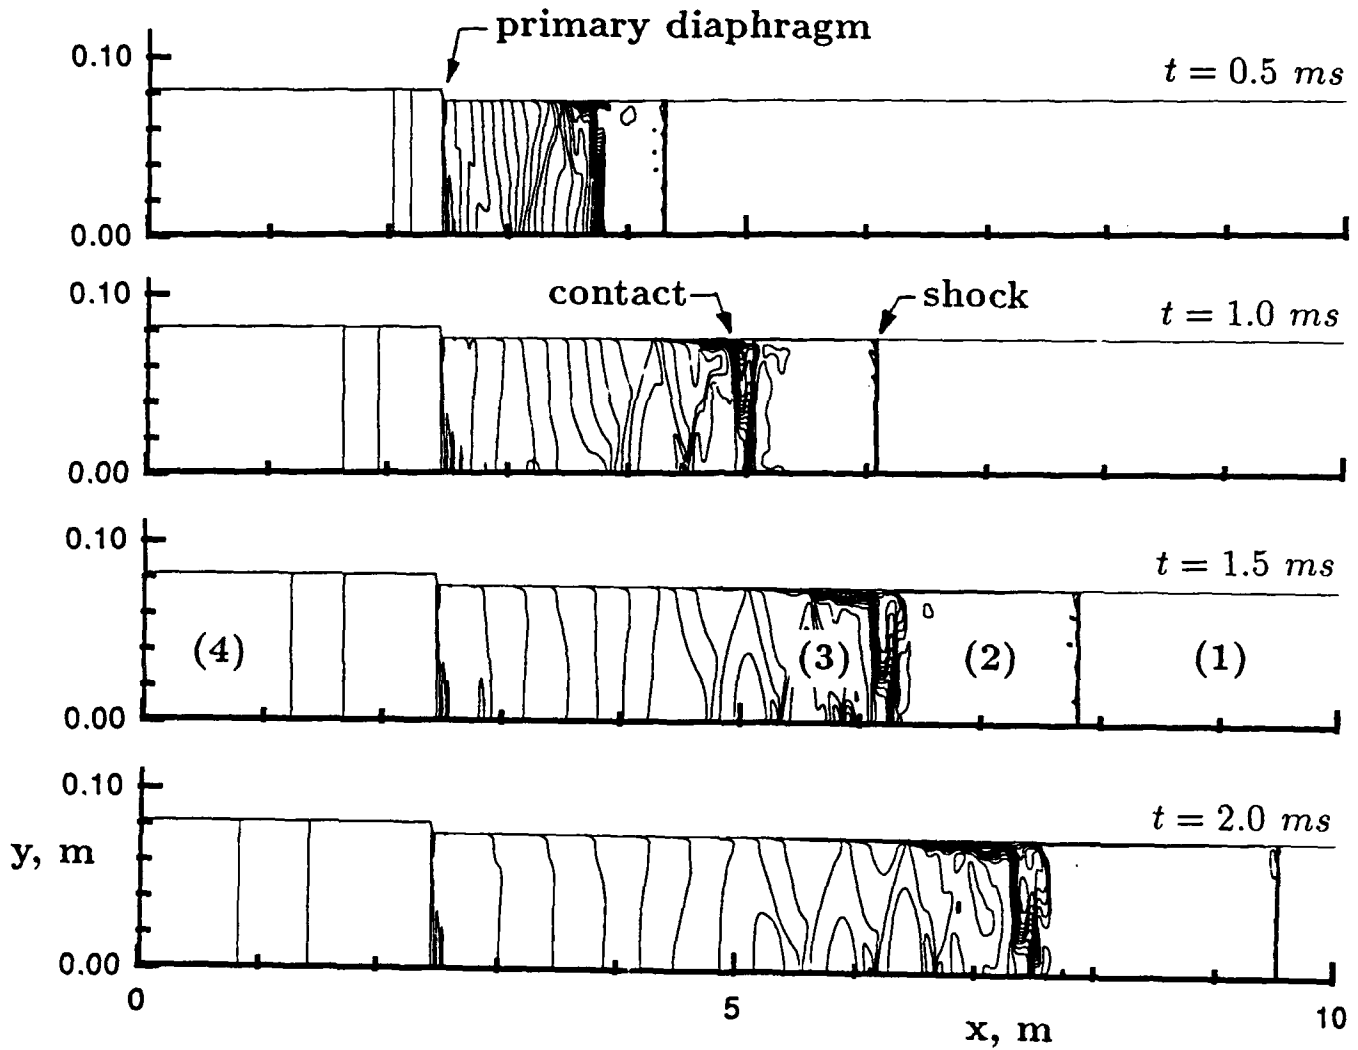 primary diaphragm
0.10
t = 0.5 ms
0.00
0.10
contact
shock
t = 1.0 ms
0.00
0.10
t = 1.5 ms
(4)
(3)
(2)
(1)
0.00
0.10
t = 2.0 ms
y, m
0.00
0
5
10
x, m